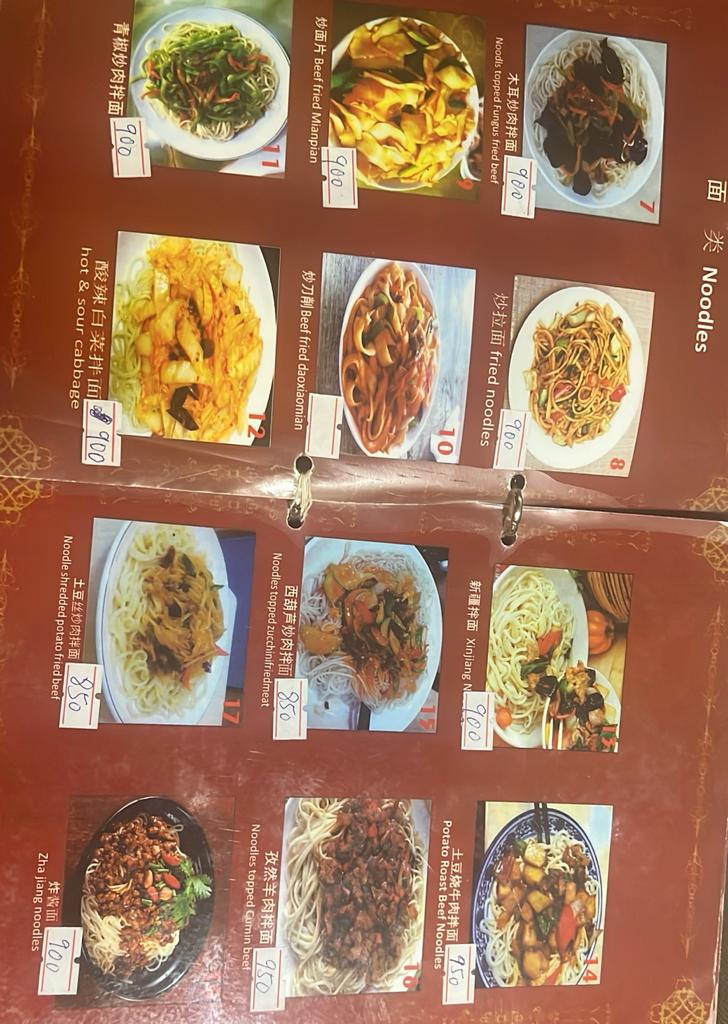 面 类 Noodles
7
木耳炒肉拌面
Noodls topped Fungus fried beef
900
8
炒拉面 fried noodles
900
9
炒面片 Beef fried Mianpian
900
10
炒刀削 Beef fried daoxiaomian
11
青椒炒肉拌面
900
12
酸辣白菜拌面
hot & sour cabbage
900
13
新疆拌面 Xinjiang
900
14
土豆烧牛肉拌面
Potato Roast Beef Noodles
950
15
西葫芦炒肉拌面
Noodles topped zucchinifriedmeat
850
16
孜然羊肉拌面
Noodles topped Cumin beef
950
17
土豆丝炒肉拌面
Noodle shredded potato fried beef
850
炸酱面
Zha jiang noodles
900